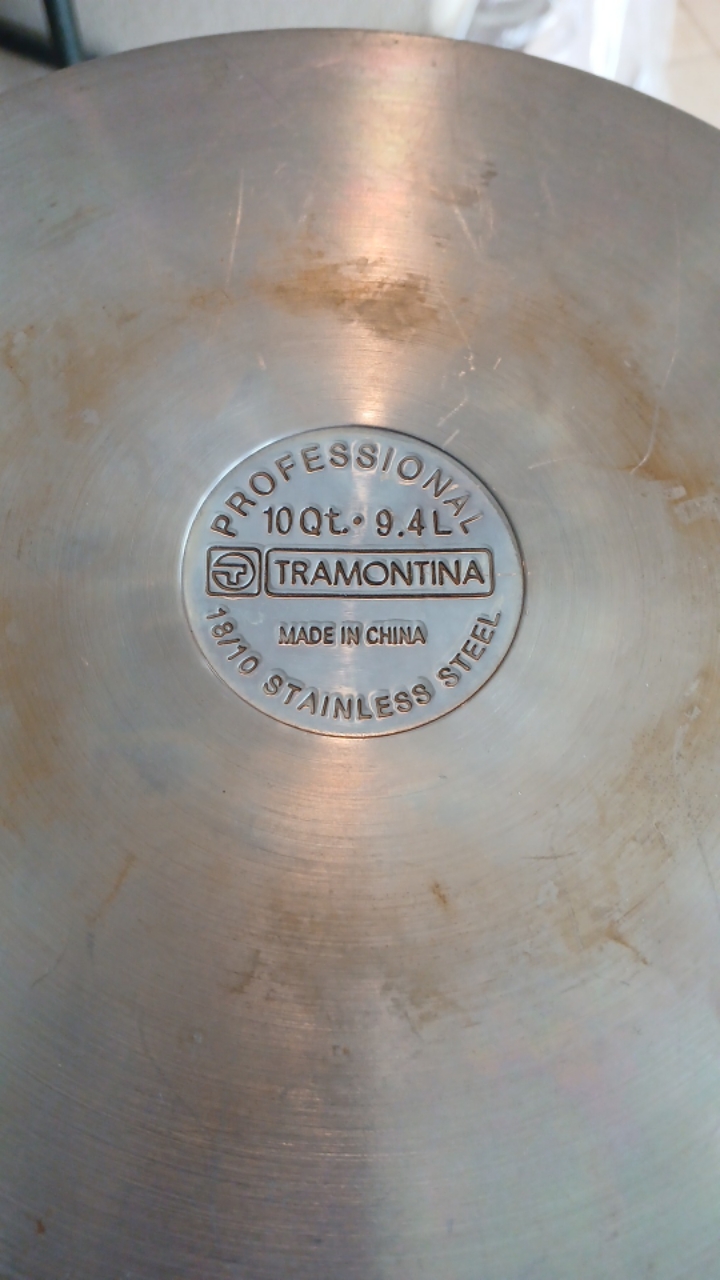 PROFESSIONAL
10 Qt. • 9.4 L
TRAMONTINA
MADE IN CHINA
18/10 STAINLESS STEEL